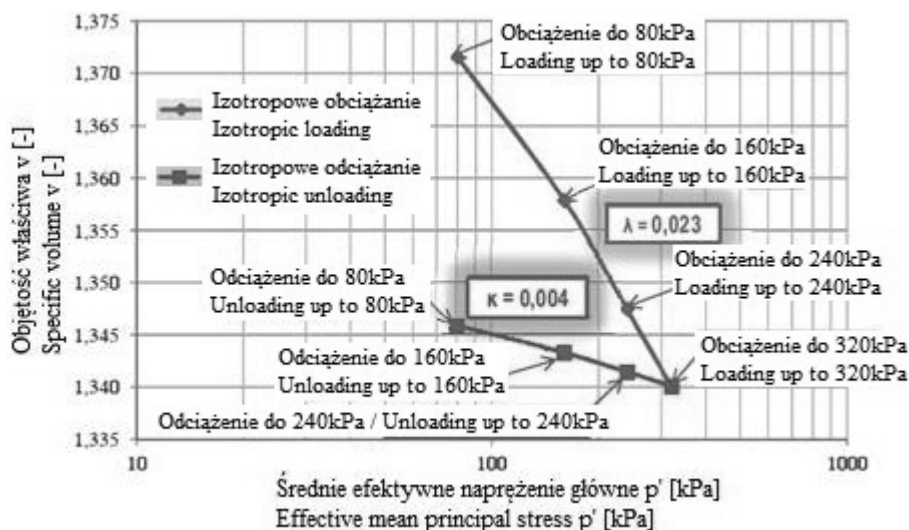 1,375
1,370
1,365
1,360
1,355
1,350
1,345
1,340
1,335
Objętość właściwa v [-]
Specific volume v [-]
Obciążenie do 80kPa
Loading up to 80kPa
Izotropowe obciążanie
Izotropic loading
Izotropowe odciążanie
Izotropic unloading
Obciążenie do 160kPa
Loading up to 160kPa
λ = 0,023
Obciążenie do 240kPa
Loading up to 240kPa
Odciążenie do 80kPa
Unloading up to 80kPa
κ = 0,004
Odciążenie do 160kPa
Unloading up to 160kPa
Obciążenie do 320kPa
Loading up to 320kPa
Odciążenie do 240kPa / Unloading up to 240kPa
10
100
1000
Średnie efektywne naprężenie główne p' [kPa]
Effective mean principal stress p' [kPa]